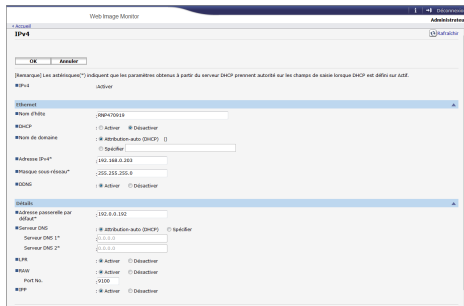 Web Image Monitor
Déconnexion
Administrateur
Accueil
IPv4
Rafraîchir
OK Annuler
[Remarque] Les astérisques(*) indiquent que les paramètres obtenus à partir du serveur DHCP prennent autorité sur les champs de saisie lorsque DHCP est défini sur Actif.
IPv4 :Activer
Ethernet
Nom d'hôte : RNP470919
DHCP : Activer Désactiver
Nom de domaine : Attribution-auto (DHCP) ()
Spécifier
Adresse IPv4* : 192.168.0.203
Masque sous-réseau* : 255.255.255.0
DDNS : Activer Désactiver
Détails
Adresse passerelle par défaut* : 192.0.0.192
Serveur DNS : Attribution-auto (DHCP) Spécifier
Serveur DNS 1* : 0.0.0.0
Serveur DNS 2* : 0.0.0.0
LPR : Activer Désactiver
RAW : Activer Désactiver
Port No. : 9100
IPP : Activer Désactiver